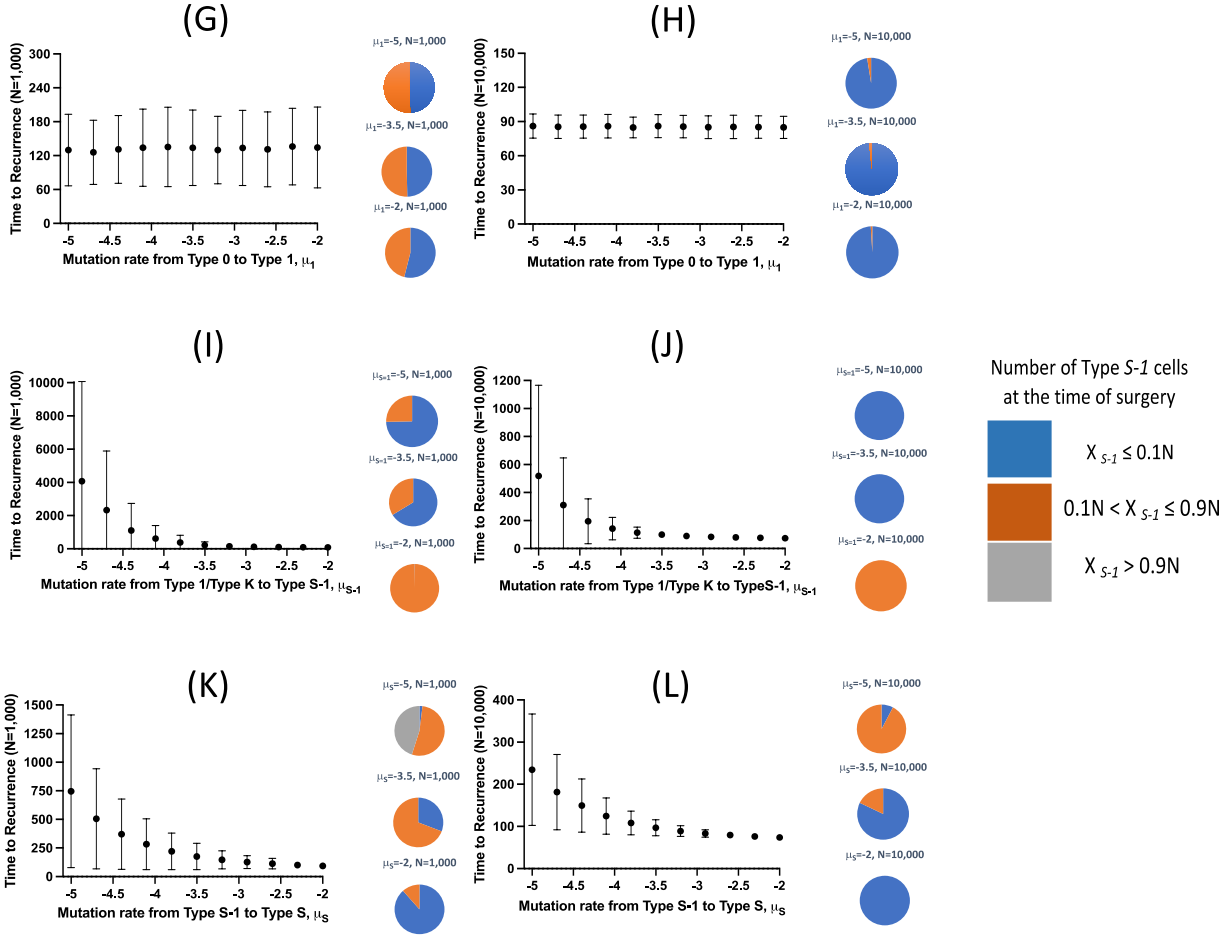 (G)
Time to Recurrence (N=1,000)
300
240
180
120
60
0
-5 -4.5 -4 -3.5 -3 -2.5 -2
Mutation rate from Type 0 to Type 1, μ1
μ1=-5, N=1,000
μ1=-3.5, N=1,000
μ1=-2, N=1,000
(H)
Time to Recurrence (N=10,000)
150
120
90
60
30
0
-5 -4.5 -4 -3.5 -3 -2.5 -2
Mutation rate from Type 0 to Type 1, μ1
μ1=-5, N=10,000
μ1=-3.5, N=10,000
μ1=-2, N=10,000
(I)
Time to Recurrence (N=1,000)
10000
8000
6000
4000
2000
0
-5 -4.5 -4 -3.5 -3 -2.5 -2
Mutation rate from Type 1/Type K to Type S-1, μS-1
μS=1=-5, N=1,000
μS=1=-3.5, N=1,000
μS=1=-2, N=1,000
(J)
Time to Recurrence (N=10,000)
1200
1000
800
600
400
200
0
-5 -4.5 -4 -3.5 -3 -2.5 -2
Mutation rate from Type 1/Type K to TypeS-1, μS-1
μS=1=-5, N=10,000
μS=1=-3.5, N=10,000
μS=1=-2, N=10,000
Number of Type S-1 cells
at the time of surgery
X S-1 ≤ 0.1N
0.1N < X S-1 ≤ 0.9N
X S-1 > 0.9N
(K)
Time to Recurrence (N=1,000)
1500
1250
1000
750
500
250
0
-5 -4.5 -4 -3.5 -3 -2.5 -2
Mutation rate from Type S-1 to Type S, μS
μS=-5, N=1,000
μS=-3.5, N=1,000
μS=-2, N=1,000
(L)
Time to Recurrence (N=10,000)
400
300
200
100
0
-5 -4.5 -4 -3.5 -3 -2.5 -2
Mutation rate from Type S-1 to Type S, μS
μS=-5, N=10,000
μS=-3.5, N=10,000
μS=-2, N=10,000